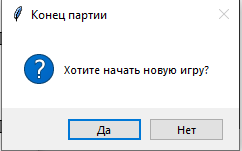 Конец партии
Хотите начать новую игру?
Да
Нет